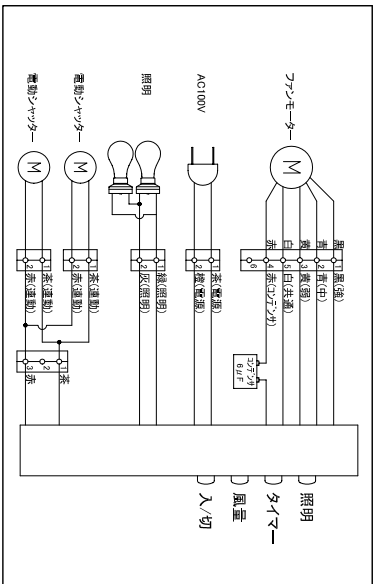 電動シャッター
電動シャッター
照明
AC100V
ファンモーター
M
M
M
赤
白
黄
青
黒
6
4 赤(コンデンサ)
5 白(共通)
3 黄(弱)
2 青(中)
1 黒(強)
2 橙(電源)
1 茶(電源)
2 灰(照明)
1 緑(照明)
2 赤(連動)
1 茶(連動)
2 赤(連動)
1 茶(連動)
3 赤
2
1 茶
コンデンサ
6μF
入/切
風量
タイマー
照明